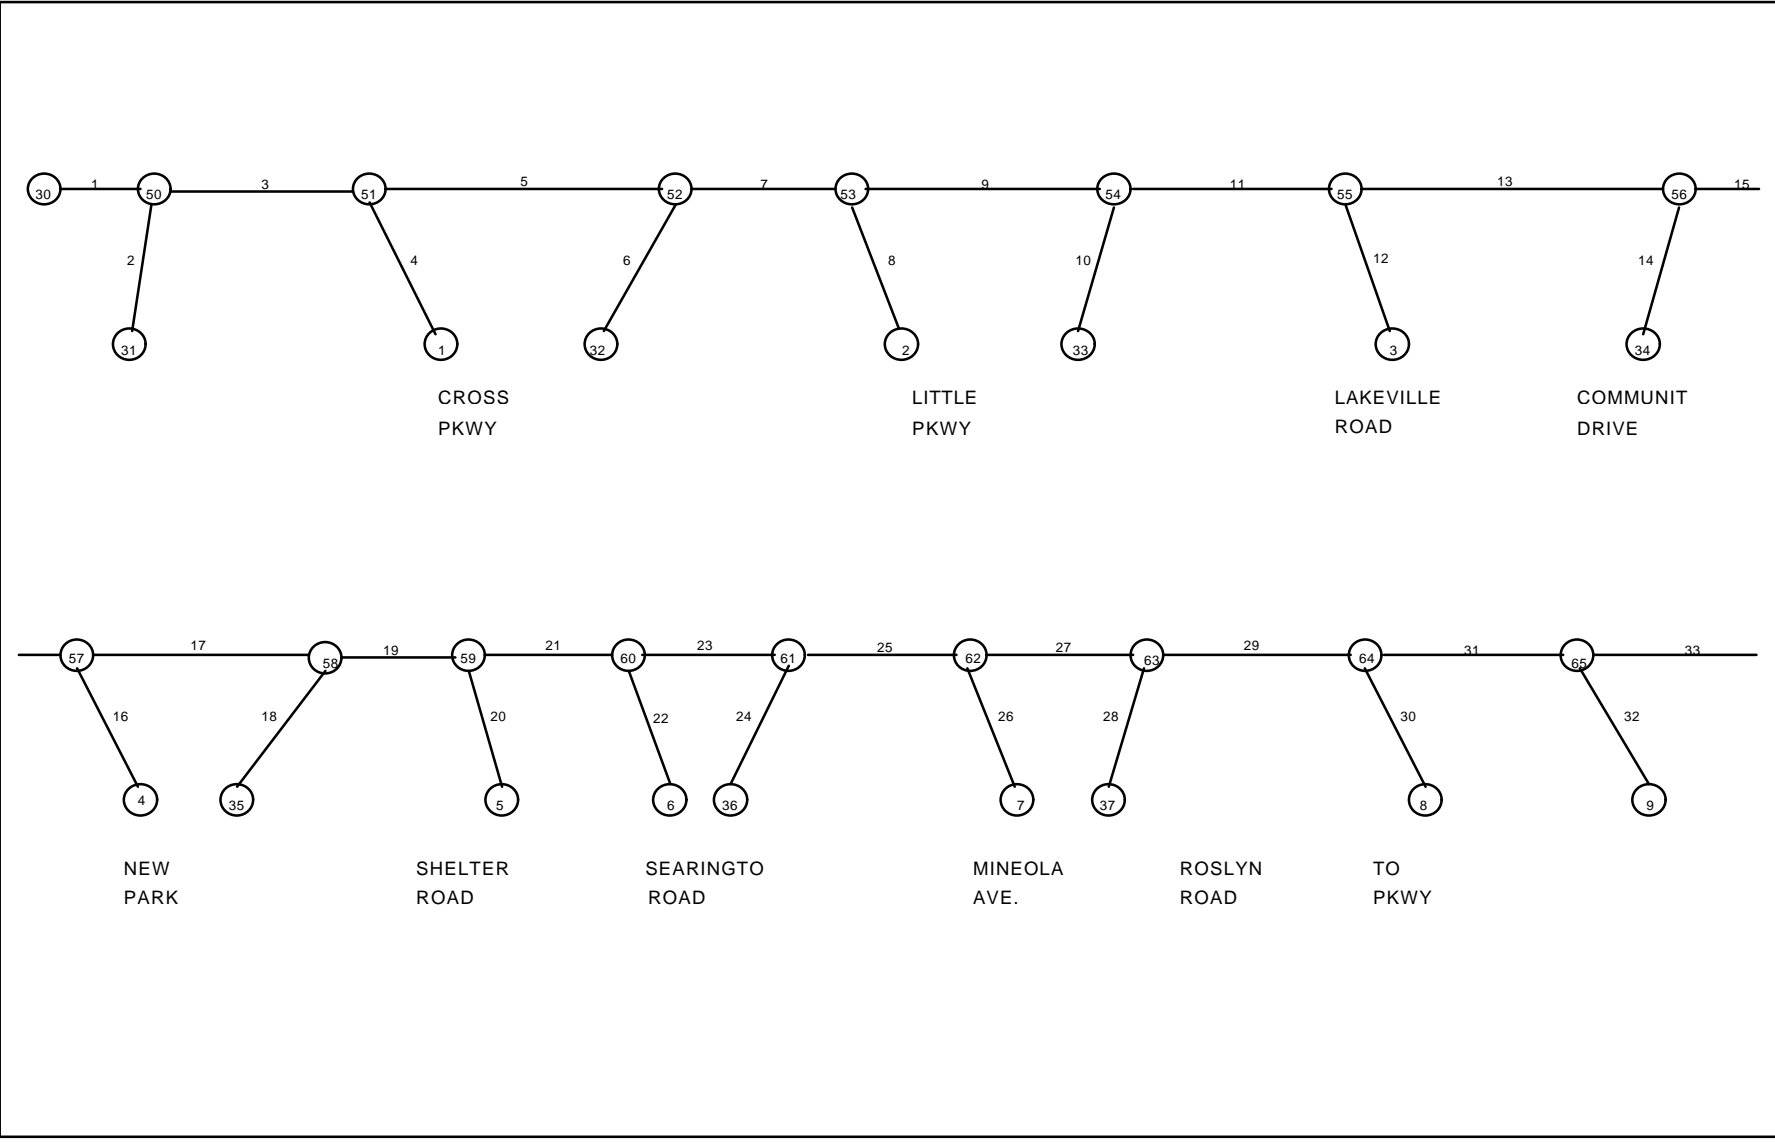 30 1 50 3 51 5 52 7 53 9 54 11 55 13 56 15
2 4 6 8 10 12 14
31 1 32 2 33 3 34
CROSS LITTLE LAKEVILLE COMMUNIT
PKWY PKWY ROAD DRIVE
57 17 58 19 59 21 60 23 61 25 62 27 63 29 64 31 65 33
16 18 20 22 24 26 28 30 32
4 35 5 6 36 7 37 8 9
NEW SHELTER SEARINGTO MINEOLA ROSLYN TO
PARK ROAD ROAD AVE. ROAD PKWY